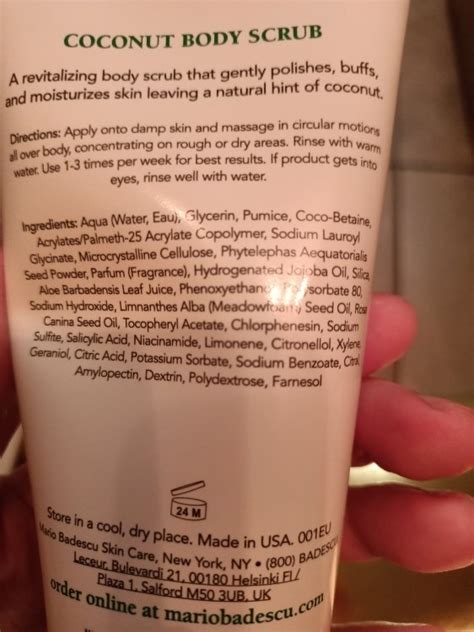 COCONUT BODY SCRUB
A revitalizing body scrub that gently polishes, buffs,
and moisturizes skin leaving a natural hint of coconut.
Directions: Apply onto damp skin and massage in circular motions
all over body, concentrating on rough or dry areas. Rinse with warm
water. Use 1-3 times per week for best results. If product gets into
eyes, rinse well with water.
Ingredients: Aqua (Water, Eau), Glycerin, Pumice, Coco-Betaine,
Acrylates/Palmeth-25 Acrylate Copolymer, Sodium Lauroyl
Glycinate, Microcrystalline Cellulose, Phytelephas Aequatorialis
Seed Powder, Parfum (Fragrance), Hydrogenated Jojoba Oil, Silica,
Aloe Barbadensis Leaf Juice, Phenoxyethanol, Polysorbate 80,
Sodium Hydroxide, Limnanthes Alba (Meadowfoam) Seed Oil, Rosa
Canina Seed Oil, Tocopheryl Acetate, Chlorphenesin, Sodium
Sulfite, Salicylic Acid, Niacinamide, Limonene, Citronellol, Xylene,
Geraniol, Citric Acid, Potassium Sorbate, Sodium Benzoate, Citral,
Amylopectin, Dextrin, Polydextrose, Farnesol
24 M
Store in a cool, dry place. Made in USA. 001EU
Mario Badescu Skin Care, New York, NY • (800) BADESCU
Leceur, Bulevardi 21, 00180 Helsinki FI /
Plaza 1, Salford M50 3UB, UK
order online at mariobadescu.com